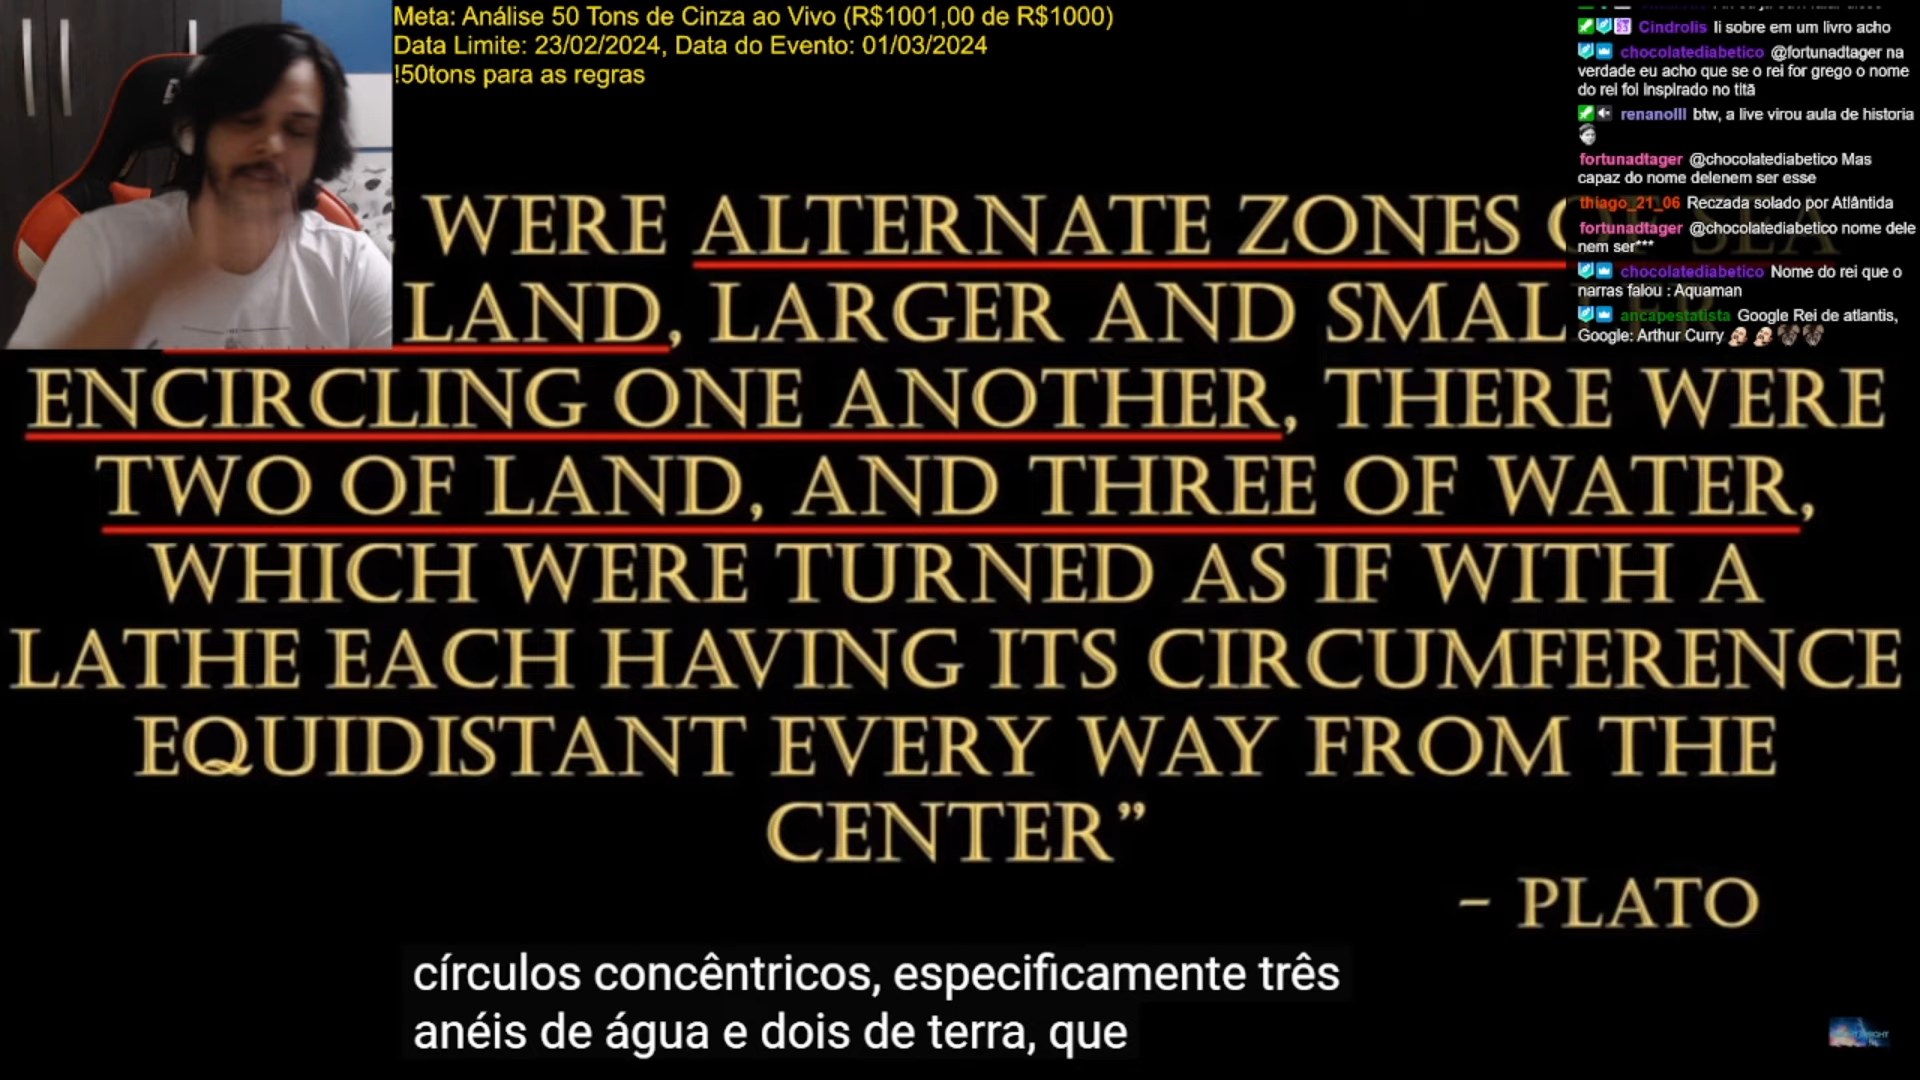 Meta: Análise 50 Tons de Cinza ao Vivo (R$1001,00 de R$1000)
Data Limite: 23/02/2024, Data do Evento: 01/03/2024
!50tons para as regras
WERE ALTERNATE ZONES OF SEA
LAND, LARGER AND SMAL
ENCIRCLING ONE ANOTHER, THERE WERE
TWO OF LAND, AND THREE OF WATER,
WHICH WERE TURNED AS IF WITH A
LATHE EACH HAVING ITS CIRCUMFERENCE
EQUIDISTANT EVERY WAY FROM THE
CENTER”
– PLATO
círculos concêntricos, especificamente três
anéis de água e dois de terra, que
Cindrolis li sobre em um livro acho
chocolatediabetico @fortunadtager na
verdade eu acho que se o rei for grego o nome
do rei foi inspirado no titã
renanolll btw, a live virou aula de historia
fortunadtager @chocolatediabetico Mas
capaz do nome delenem ser esse
thiago_21_06 Reczada solado por Atlântida
fortunadtager @chocolatediabetico nome dele
nem ser***
chocolatediabetico Nome do rei que o
narras falou : Aquaman
ancapestatista Google Rei de atlantis,
Google: Arthur Curry